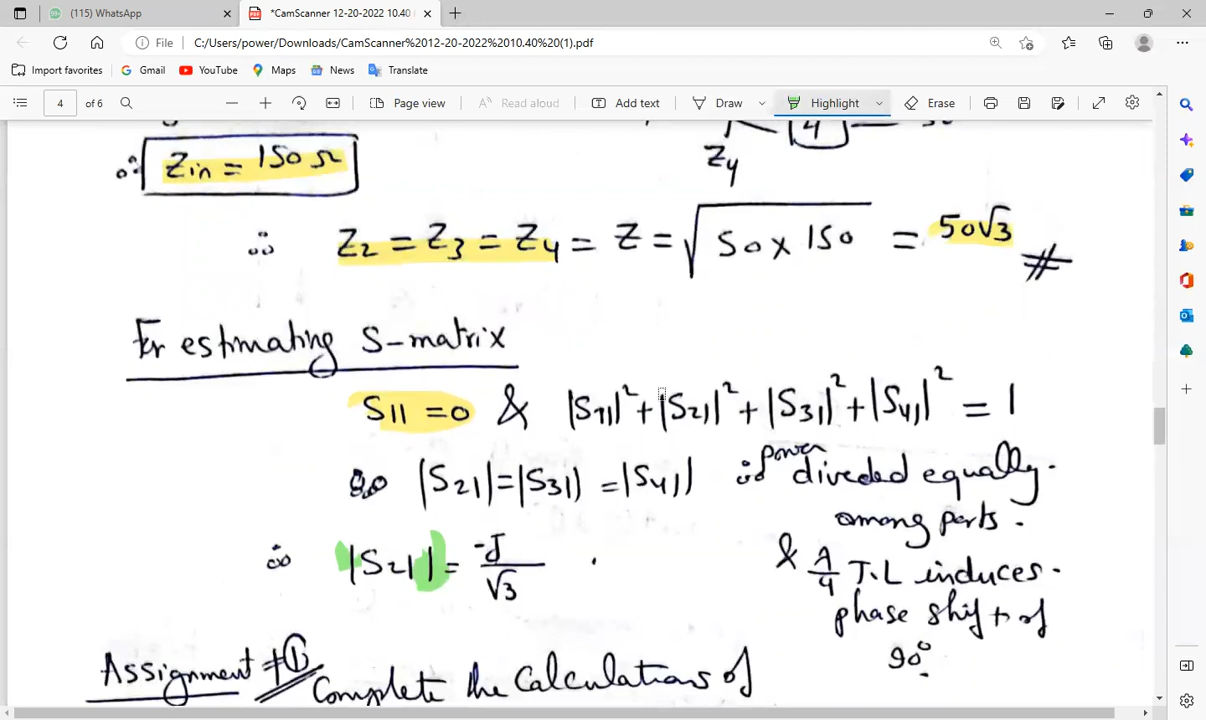 (115) WhatsApp
*CamScanner 12-20-2022 10.40
File C:/Users/power/Downloads/CamScanner%2012-20-2022%2010.40%20(1).pdf
Import favorites Gmail YouTube Maps News Translate
4 of 6 Page view Read aloud Add text Draw Highlight Erase
4
Z4
∴ Zin = 150 Ω
∴ Z2 = Z3 = Z4 = Z = √50 x 150 = 50√3 #
For estimating S-matrix
S11 = 0 & |S11|² + |S21|² + |S31|² + |S41|² = 1
|S21| = |S31| = |S41| ∵ power divided equally
among ports.
∴ |S21| = -J/√3 . & λ/4 T.L induces.
phase shift of
90°
Assignment #① Complete the Calculations of